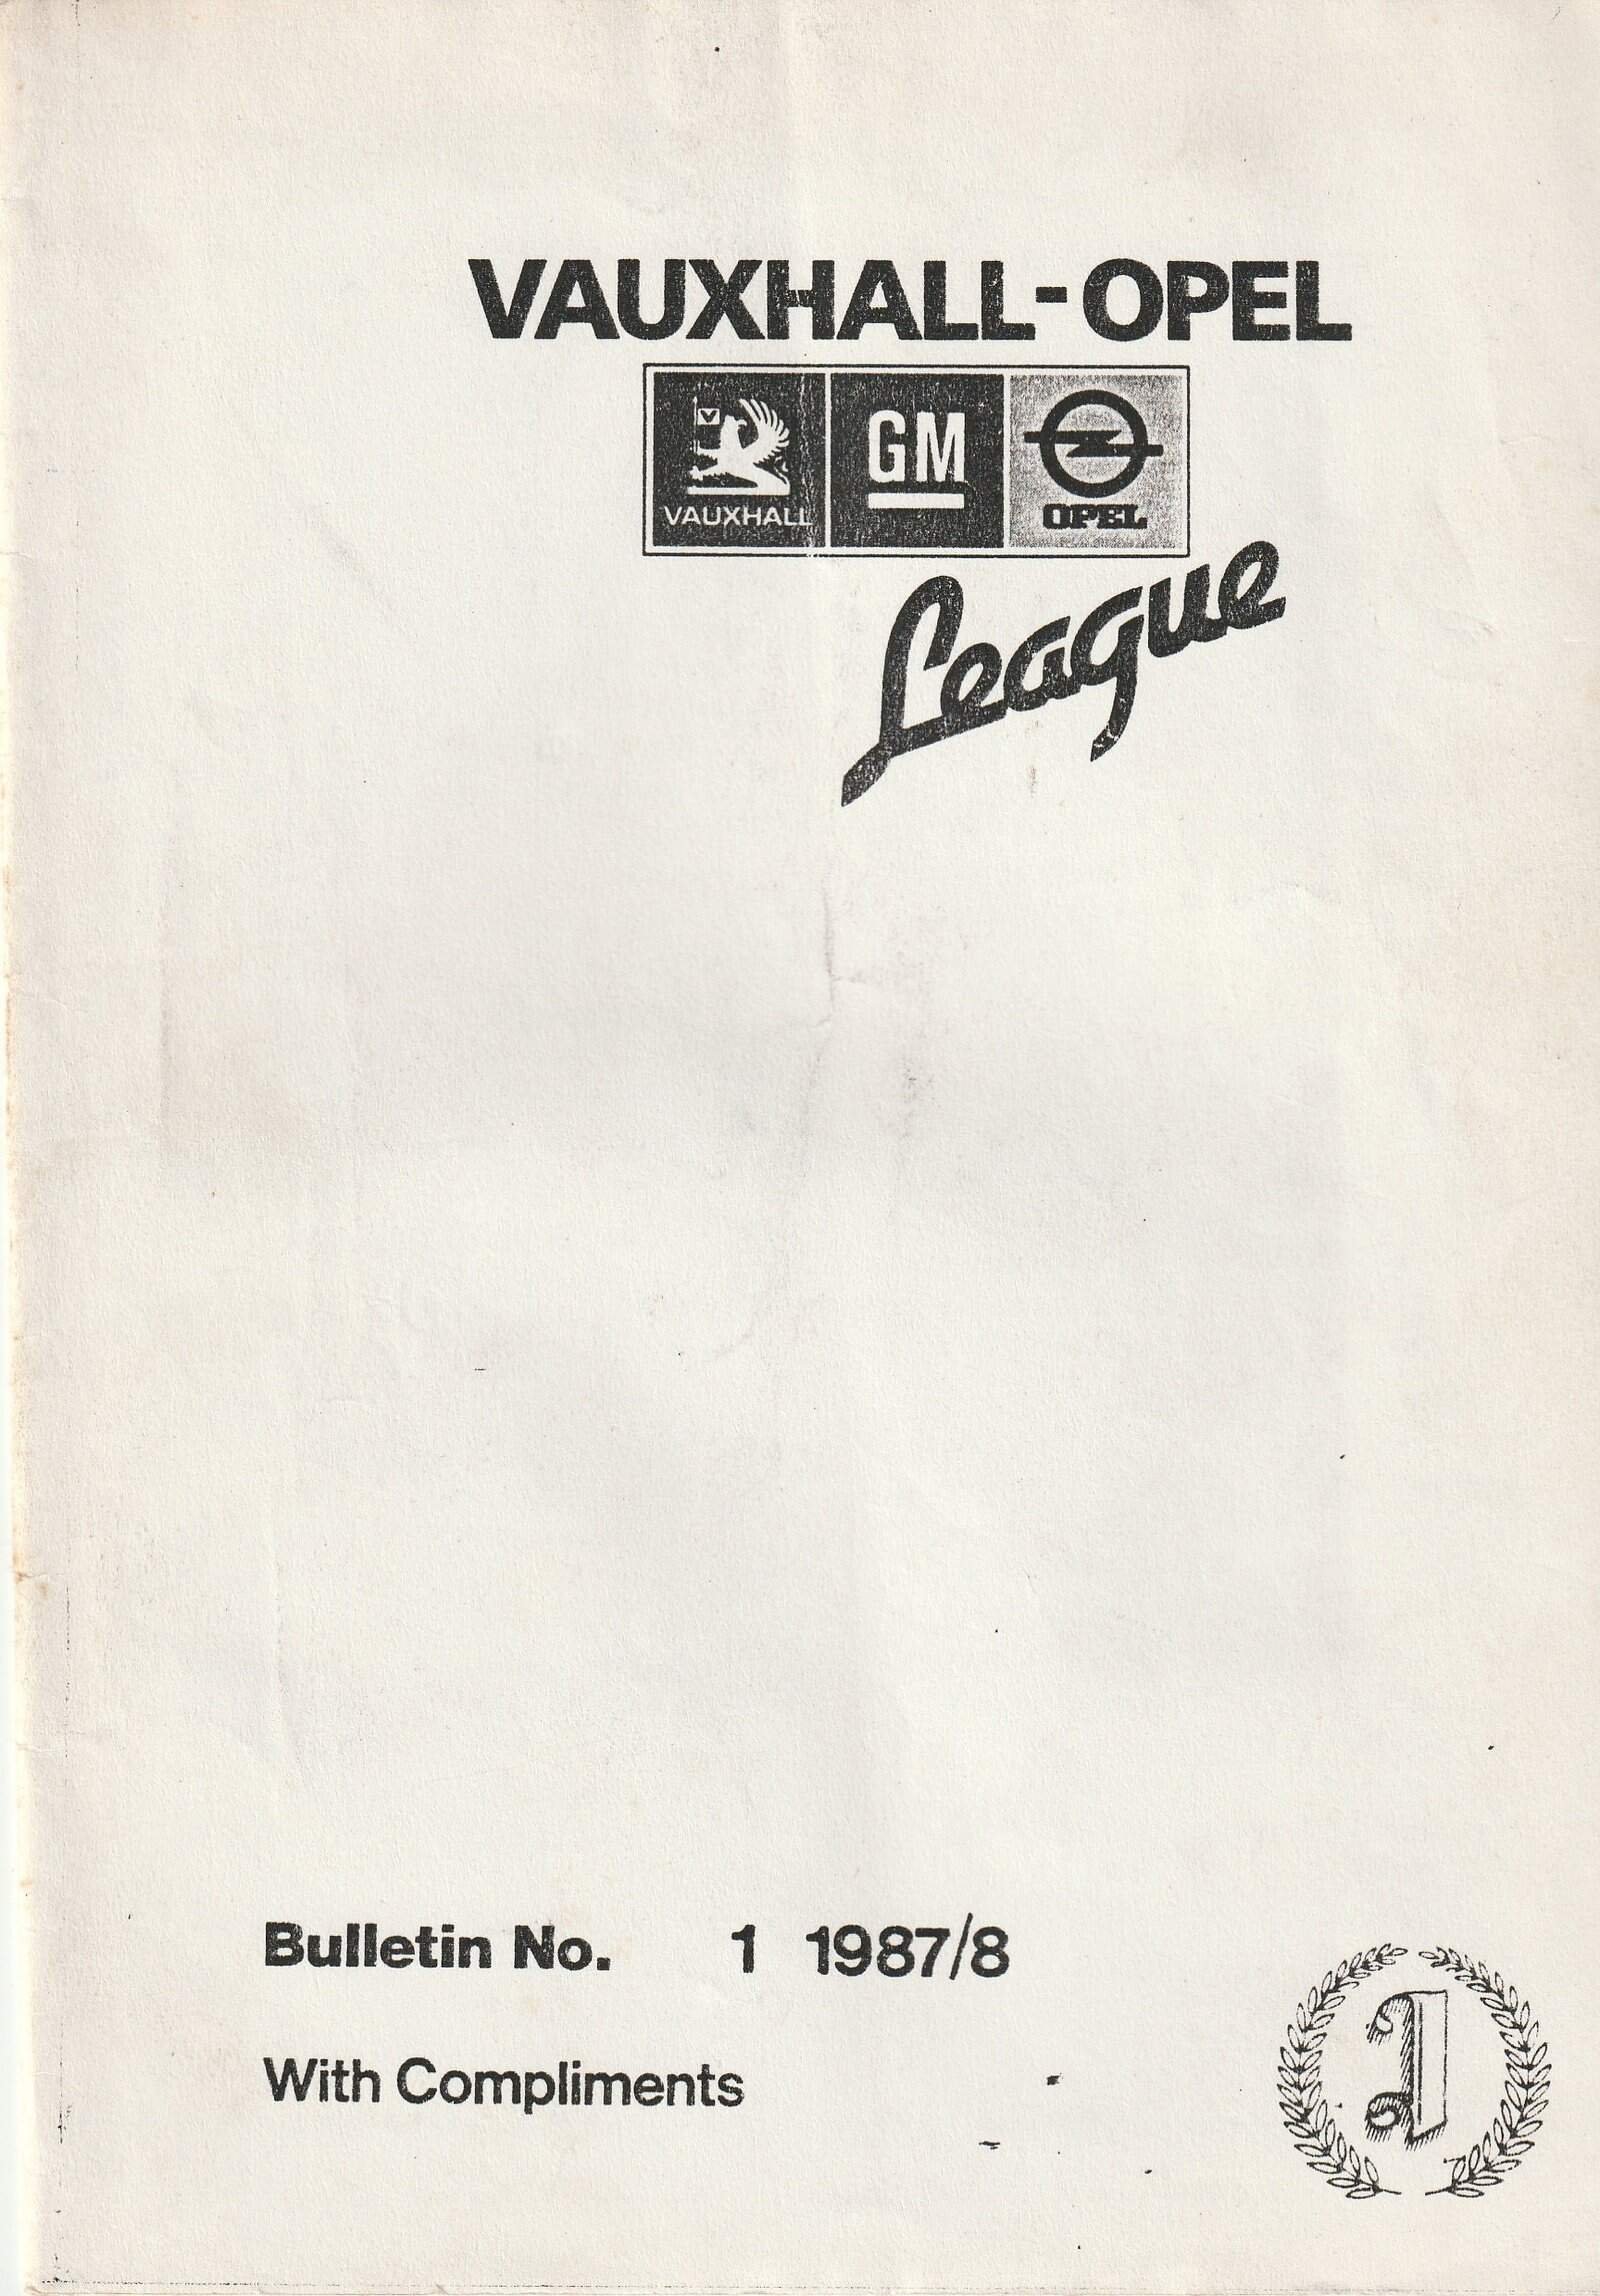 VAUXHALL-OPEL
V
VAUXHALL
GM
OPEL
League
Bulletin No. 1 1987/8
With Compliments
I